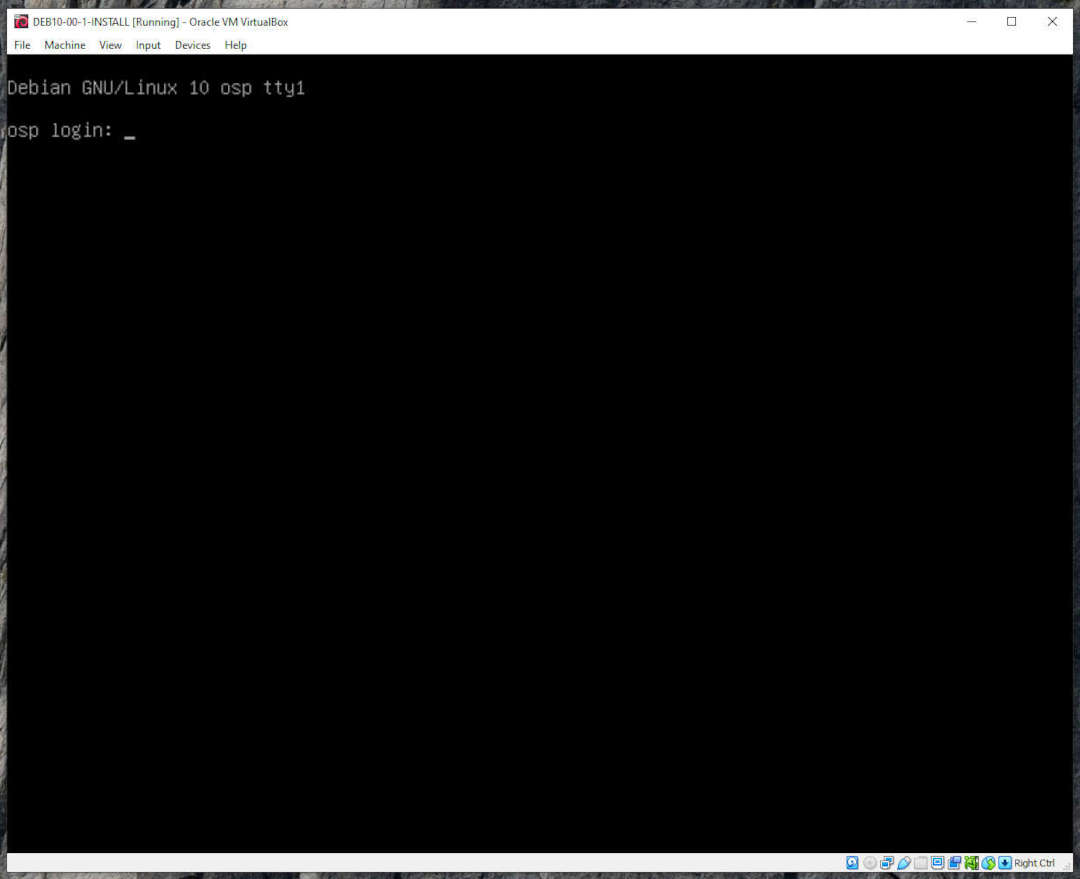 DEB10-00-1-INSTALL [Running] - Oracle VM VirtualBox
File Machine View Input Devices Help
Debian GNU/Linux 10 osp tty1
osp login: _
Right Ctrl